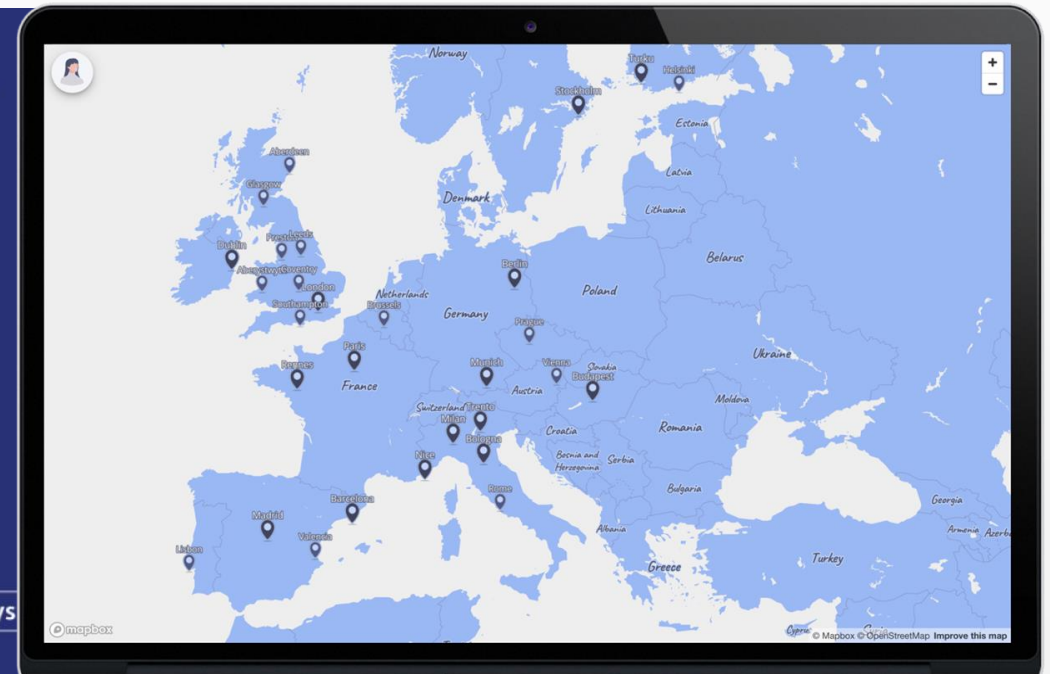 Norway
Turku
Helsinki
Stockholm
Estonia
Aberdeen
Latvia
Glasgow
Denmark
Lithuania
Preston
Leeds
Dublin
Belarus
Berlin
Aberystwyth
Coventry
London
Netherlands
Poland
Southampton
Brussels
Germany
Prague
Paris
Ukraine
Rennes
Munich
Vienna
Slovakia
Budapest
France
Austria
Moldova
Switzerland
Trento
Milan
Croatia
Romania
Bologna
Nice
Bosnia and
Herzegovina
Serbia
Rome
Bulgaria
Barcelona
Georgia
Madrid
Albania
Armenia
Valencia
Lisbon
Turkey
Greece
mapbox
Cyprus
© Mapbox © OpenStreetMap Improve this map